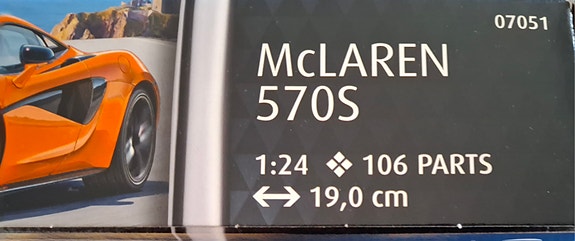 07051
McLAREN
570S
1:24 ❖ 106 PARTS
↔ 19,0 cm